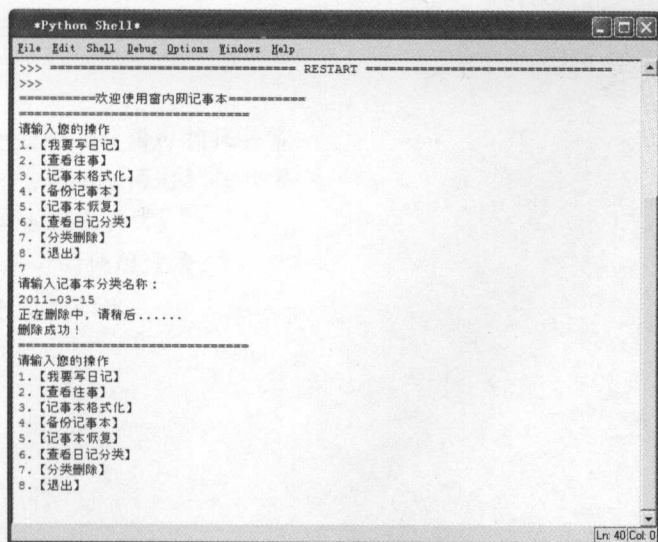 *Python Shell*
File Edit Shell Debug Options Windows Help
>>> ================================ RESTART ================================
>>>
==========欢迎使用窗内网记事本==========
==============================
请输入您的操作
1.【我要写日记】
2.【查看往事】
3.【记事本格式化】
4.【备份记事本】
5.【记事本恢复】
6.【查看日记分类】
7.【分类删除】
8.【退出】
7
请输入记事本分类名称：
2011-03-15
正在删除中，请稍后......
删除成功！
==============================
请输入您的操作
1.【我要写日记】
2.【查看往事】
3.【记事本格式化】
4.【备份记事本】
5.【记事本恢复】
6.【查看日记分类】
7.【分类删除】
8.【退出】
Ln: 40 Col: 0